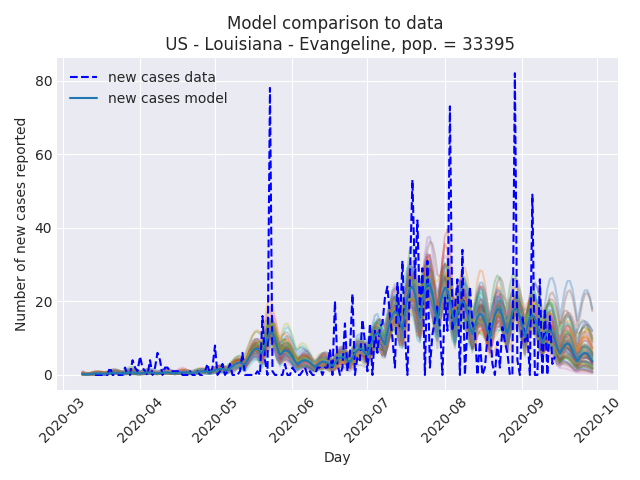 Model comparison to data
US - Louisiana - Evangeline, pop. = 33395
new cases data
new cases model
Number of new cases reported
80
60
40
20
0
2020-03
2020-04
2020-05
2020-06
2020-07
2020-08
2020-09
2020-10
Day